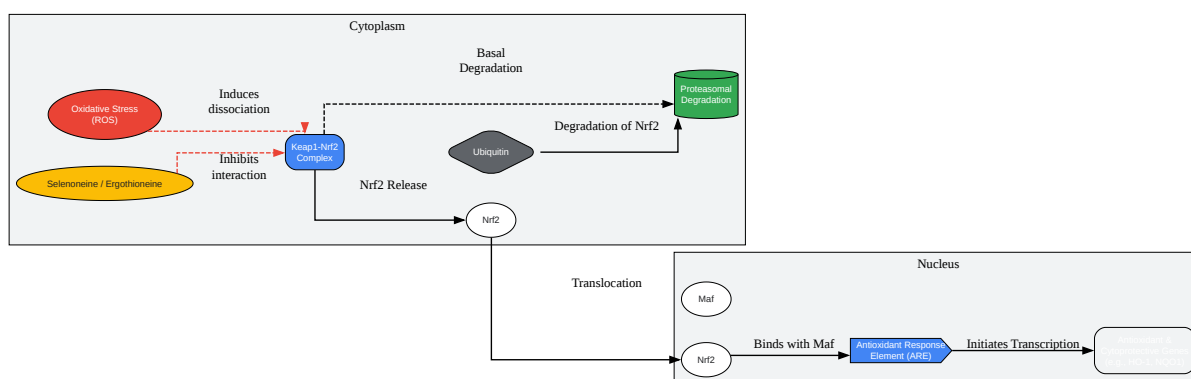 Cytoplasm
Basal
Degradation
Proteasomal
Degradation
Induces
dissociation
Oxidative Stress
(ROS)
Degradation of Nrf2
Keap1-Nrf2
Complex
Ubiquitin
Inhibits
interaction
Selenoneine / Ergothioneine
Nrf2 Release
Nrf2
Nucleus
Translocation
Maf
Binds with Maf
Antioxidant Response
Element (ARE)
Initiates Transcription
Nrf2